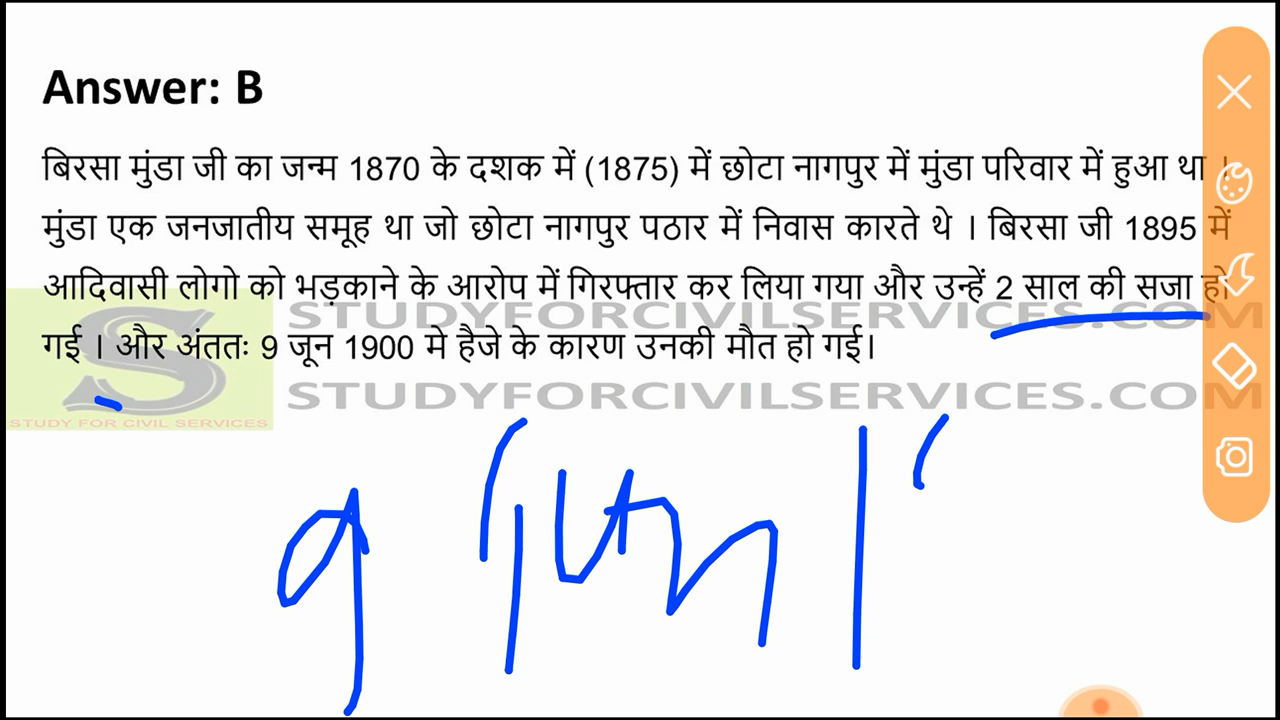 Answer: B
बिरसा मुंडा जी का जन्म 1870 के दशक में (1875) में छोटा नागपुर में मुंडा परिवार में हुआ था ।
मुंडा एक जनजातीय समूह था जो छोटा नागपुर पठार में निवास कारते थे । बिरसा जी 1895 में
आदिवासी लोगो को भड़काने के आरोप में गिरफ्तार कर लिया गया और उन्हें 2 साल की सजा हो
STUDYFORCIVILSERVICES.COM
गई । और अंततः 9 जून 1900 मे हैजे के कारण उनकी मौत हो गई।
STUDYFORCIVILSERVICES.COM
STUDY FOR CIVIL SERVICES
9